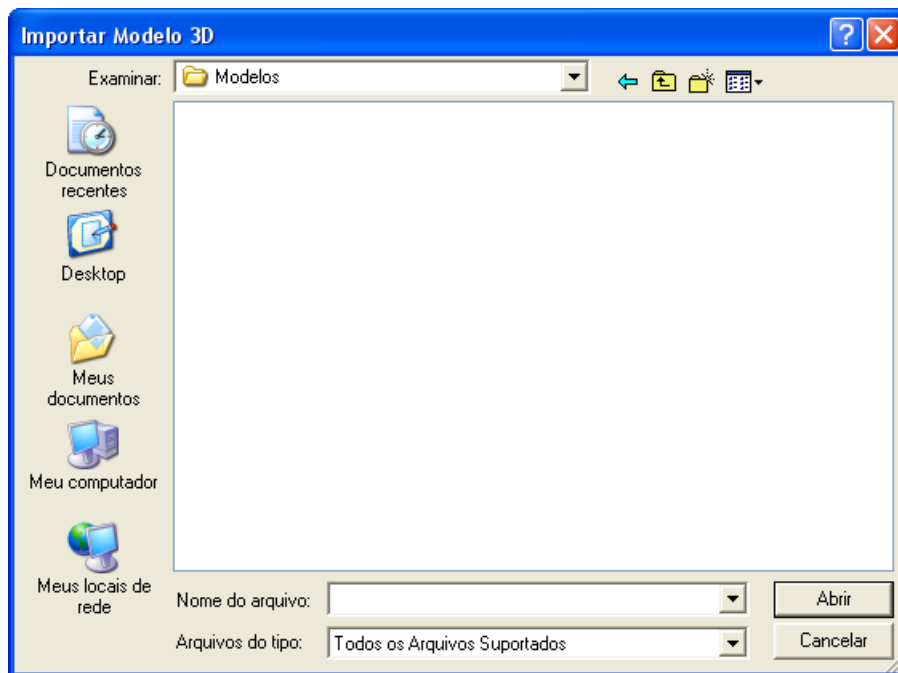 Importar Modelo 3D
Examinar:
Modelos
Documentos
recentes
Desktop
Meus
documentos
Meu computador
Meus locais de
rede
Nome do arquivo:
Abrir
Arquivos do tipo:
Todos os Arquivos Suportados
Cancelar